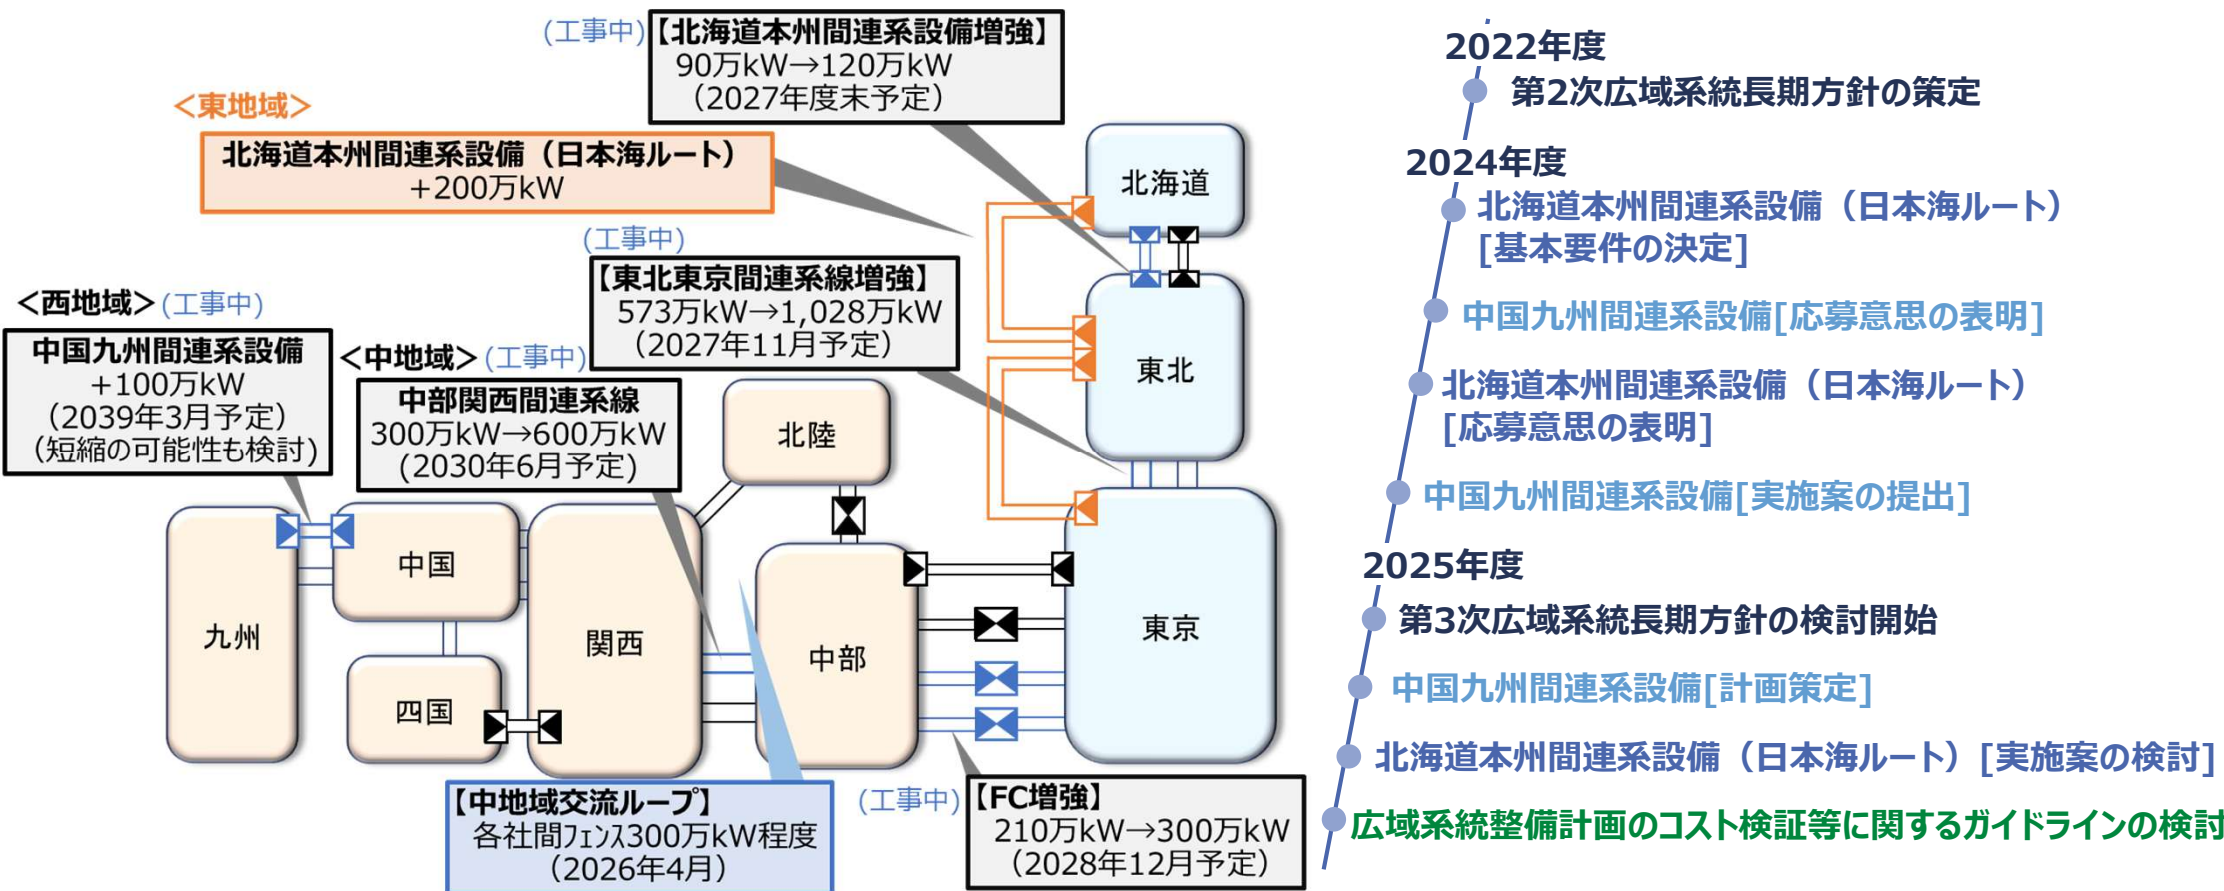 (工事中)
【北海道本州間連系設備増強】
90万kW→120万kW
（2027年度末予定）
＜東地域＞
北海道本州間連系設備（日本海ルート）
+200万kW
(工事中)
【東北東京間連系線増強】
573万kW→1,028万kW
（2027年11月予定）
＜西地域＞(工事中)
中国九州間連系設備
+100万kW
（2039年3月予定）
（短縮の可能性も検討）
＜中地域＞(工事中)
中部関西間連系線
300万kW→600万kW
(2030年6月予定)
北海道
東北
北陸
九州
中国
四国
関西
中部
東京
【中地域交流ループ】
各社間フェンス300万kW程度
（2026年4月）
(工事中)
【FC増強】
210万kW→300万kW
（2028年12月予定）
2022年度
第2次広域系統長期方針の策定
2024年度
北海道本州間連系設備（日本海ルート）
[基本要件の決定]
中国九州間連系設備[応募意思の表明]
北海道本州間連系設備（日本海ルート）
[応募意思の表明]
中国九州間連系設備[実施案の提出]
2025年度
第3次広域系統長期方針の検討開始
中国九州間連系設備[計画策定]
北海道本州間連系設備（日本海ルート）[実施案の検討]
広域系統整備計画のコスト検証等に関するガイドラインの検討